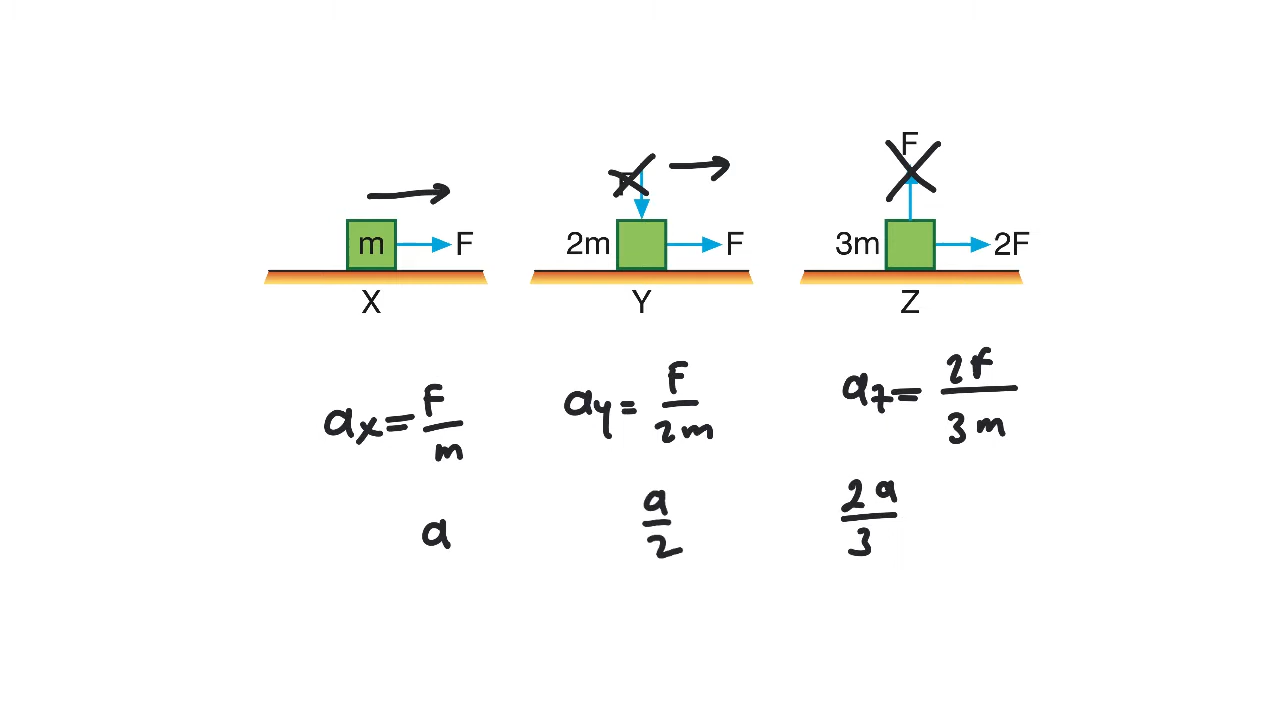 F
m F
2m F
3m 2F
X Y Z
ax = F/m
ay = F/2m
az = 2F/3m
a
a/2
2a/3